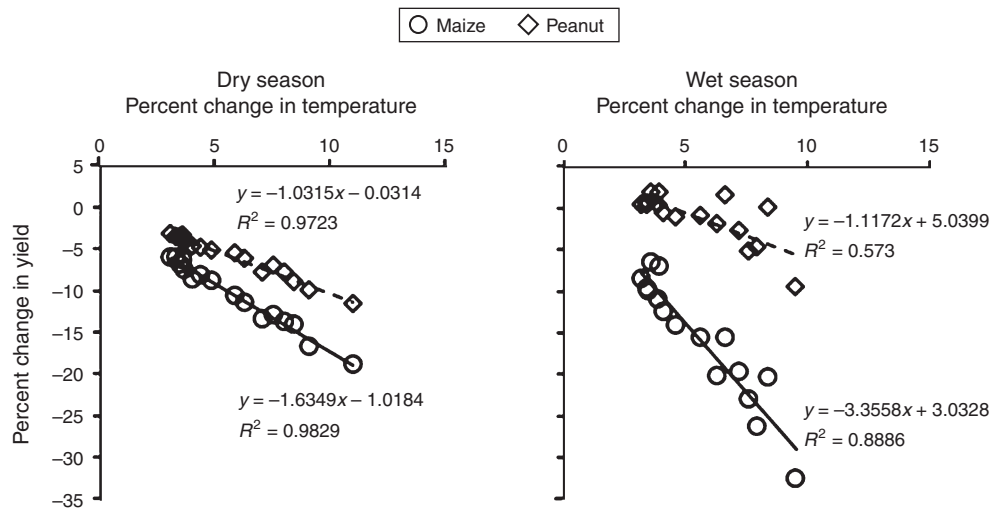 Maize Peanut
Dry season
Percent change in temperature
0 5 10 15
5
0
−5
−10
−15
−20
−25
−30
−35
Percent change in yield
y = −1.0315x − 0.0314
R² = 0.9723
y = −1.6349x − 1.0184
R² = 0.9829
Wet season
Percent change in temperature
0 5 10 15
y = −1.1172x + 5.0399
R² = 0.573
y = −3.3558x + 3.0328
R² = 0.8886